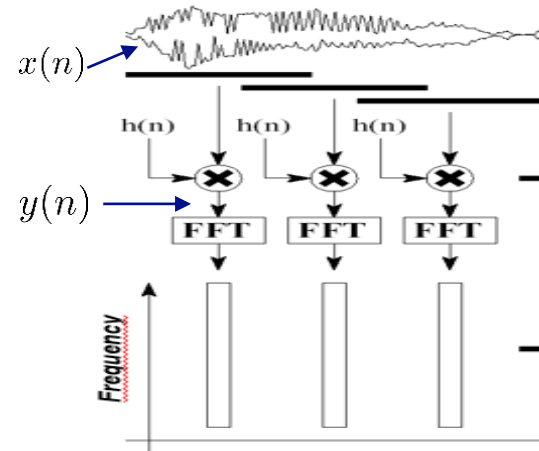 x(n)
h(n) h(n) h(n)
y(n)
FFT FFT FFT
Frequency